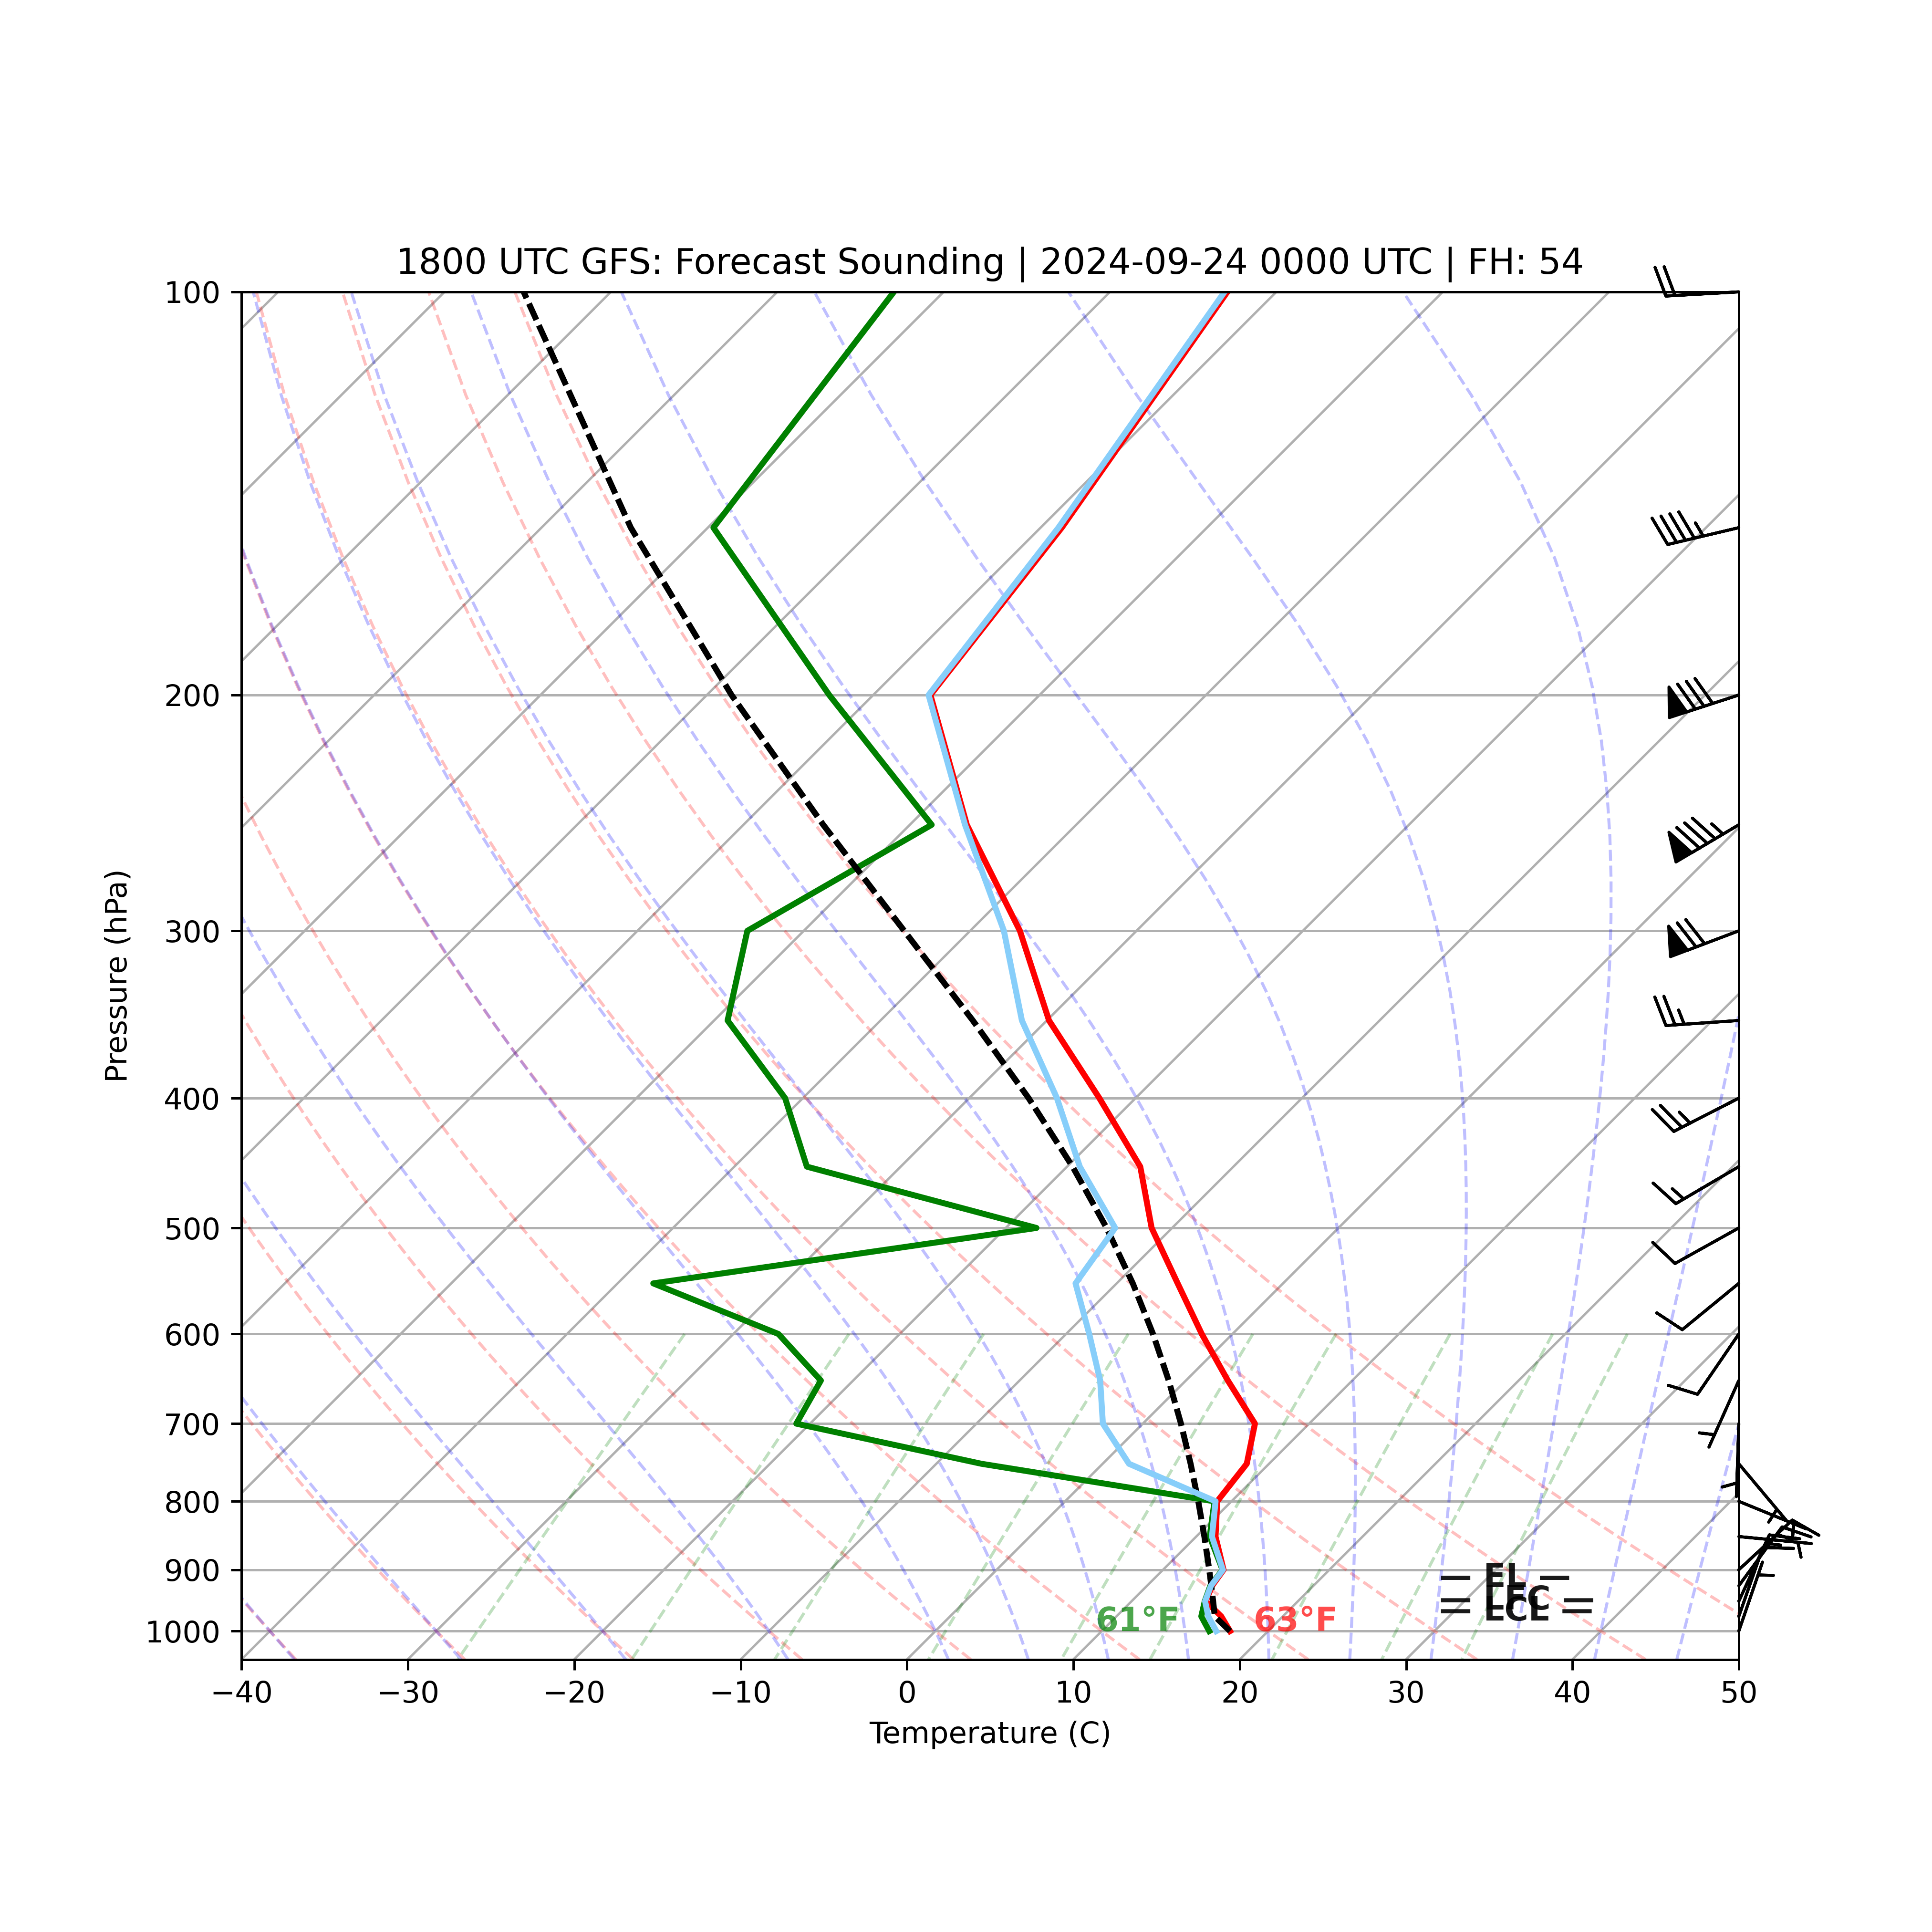 1800 UTC GFS: Forecast Sounding | 2024-09-24 0000 UTC | FH: 54
100
200
300
400
500
600
700
800
900
1000
Pressure (hPa)
— EL —
— LFC —
— LCL —
61°F
63°F
−40 −30 −20 −10 0 10 20 30 40 50
Temperature (C)